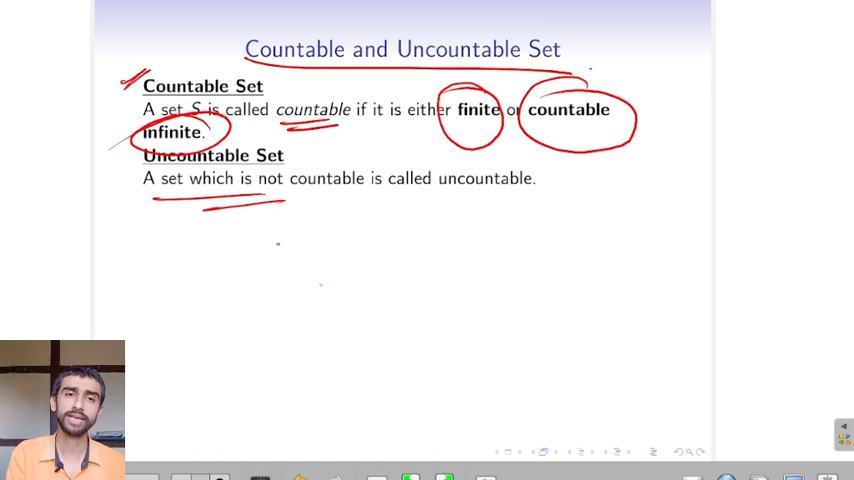 Countable and Uncountable Set
Countable Set
A set S is called countable if it is either finite or countable
infinite.
Uncountable Set
A set which is not countable is called uncountable.